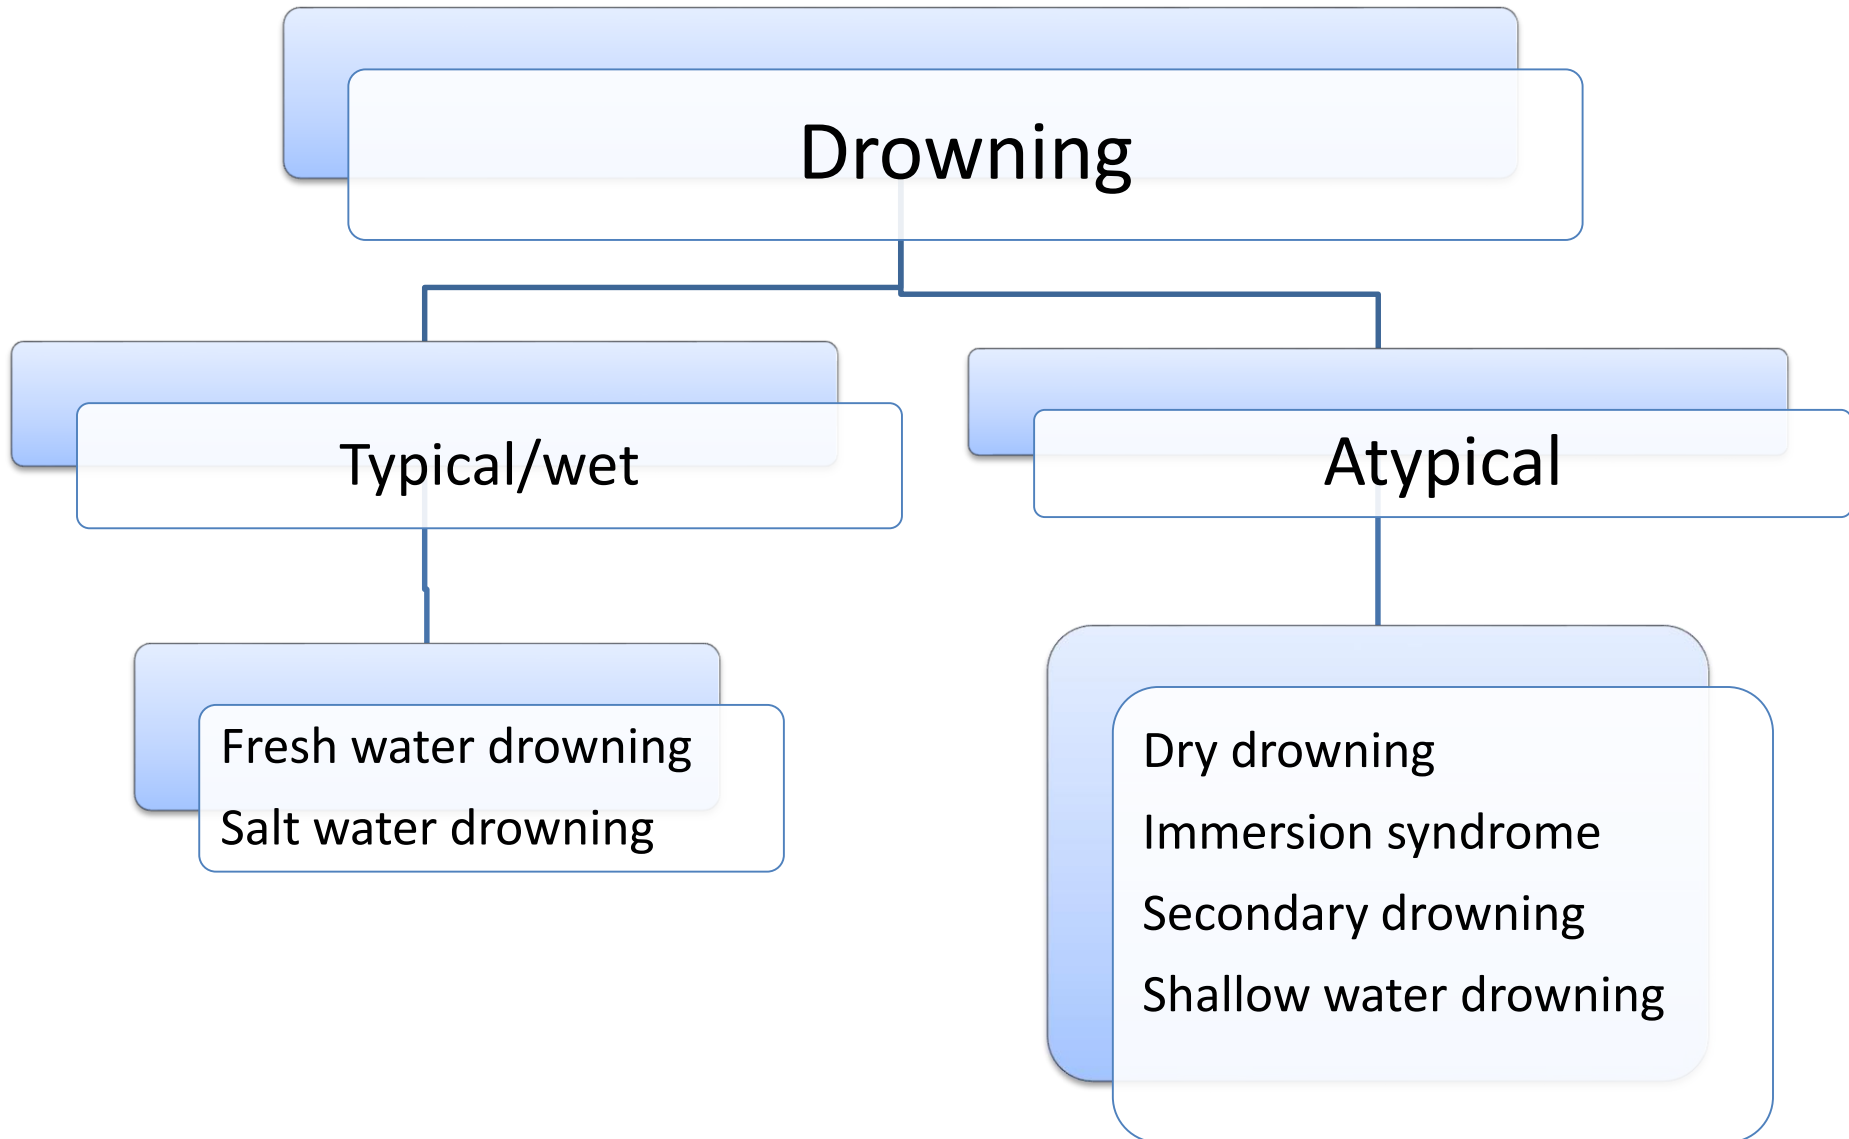 Drowning
Typical/wet
Atypical
Fresh water drowning
Salt water drowning
Dry drowning
Immersion syndrome
Secondary drowning
Shallow water drowning